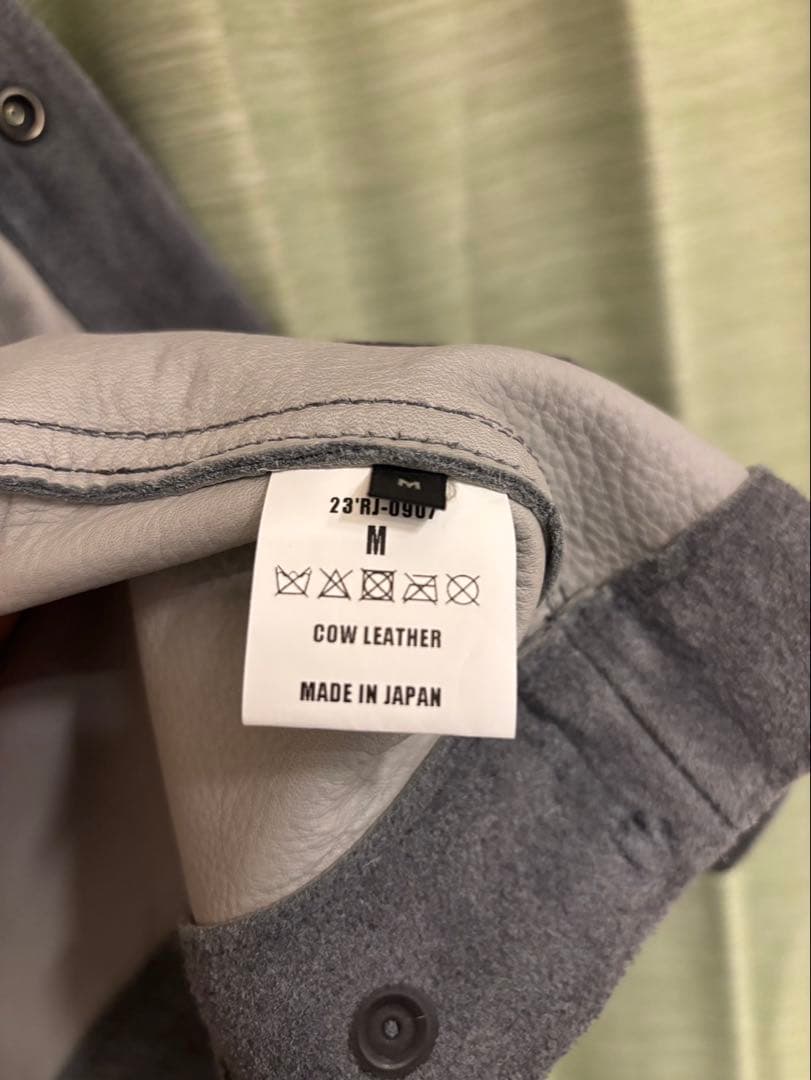 M
23'RJ-0907
M
COW LEATHER
MADE IN JAPAN